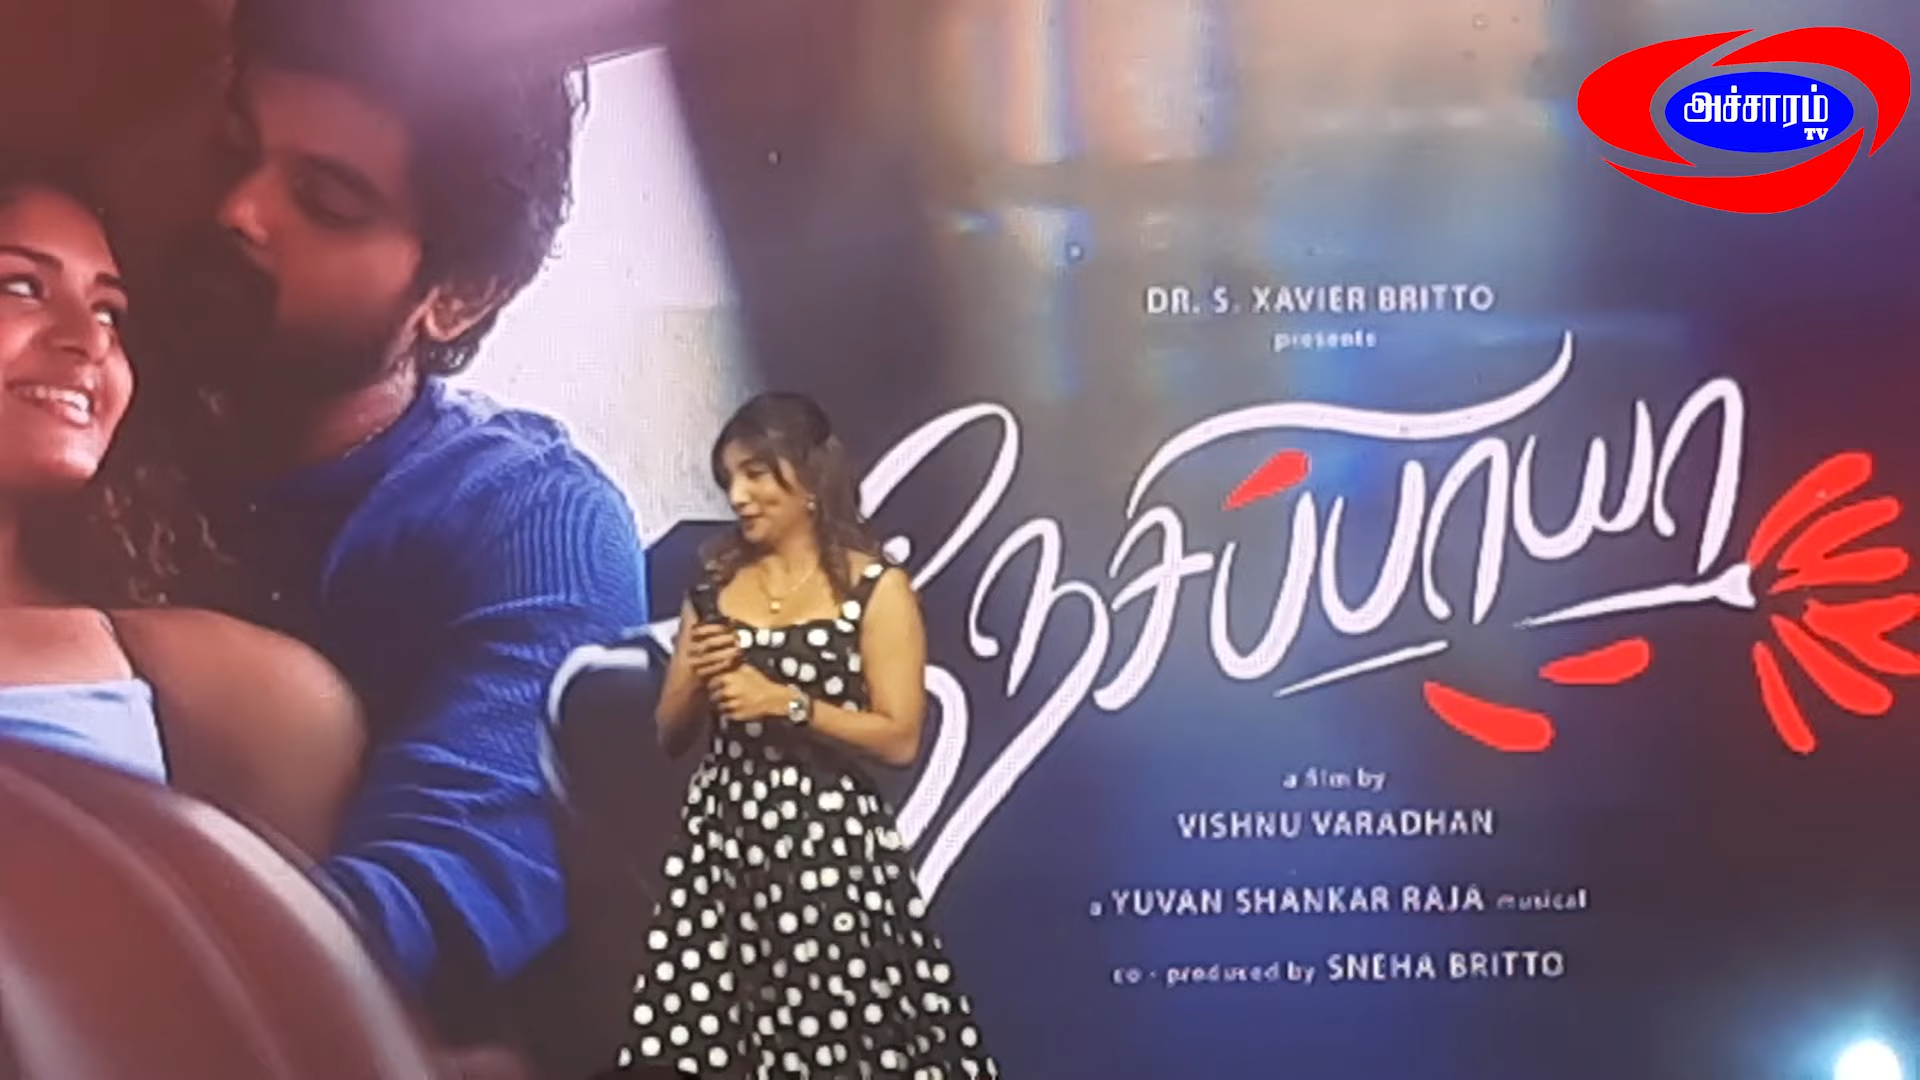 அச்சாரம்
TV
DR. S. XAVIER BRITTO
presents
நேசிப்பாயா
a film by
VISHNU VARADHAN
a YUVAN SHANKAR RAJA musical
co - produced by SNEHA BRITTO